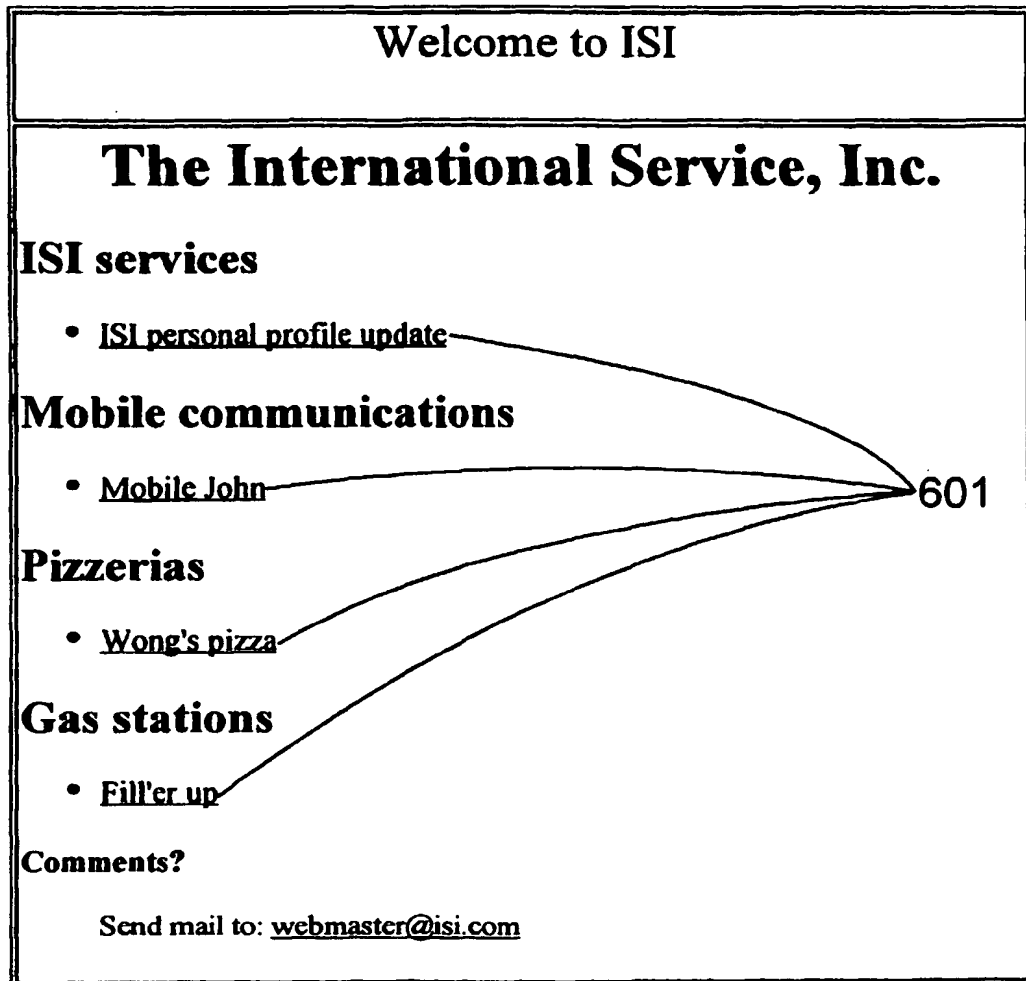 Welcome to ISI
The International Service, Inc.
ISI services
• ISI personal profile update
Mobile communications
• Mobile John
601
Pizzerias
• Wong's pizza
Gas stations
• Fill'er up
Comments?
Send mail to: webmaster@isi.com